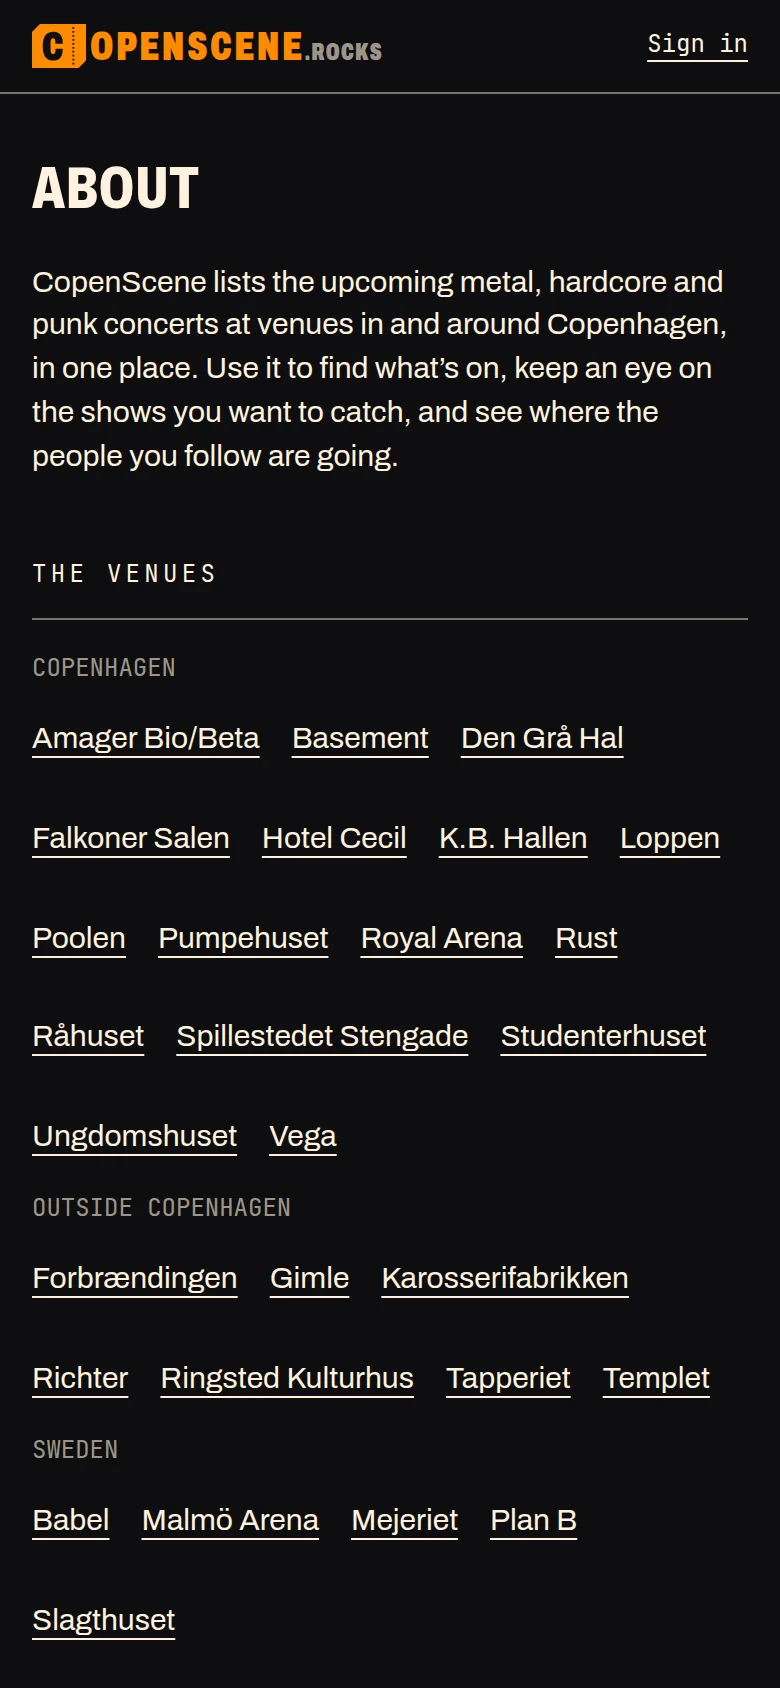 COPENSCENE.ROCKS
Sign in
ABOUT
CopenScene lists the upcoming metal, hardcore and
punk concerts at venues in and around Copenhagen,
in one place. Use it to find what’s on, keep an eye on
the shows you want to catch, and see where the
people you follow are going.
THE VENUES
COPENHAGEN
Amager Bio/Beta Basement Den Grå Hal
Falkoner Salen Hotel Cecil K.B. Hallen Loppen
Poolen Pumpehuset Royal Arena Rust
Råhuset Spillestedet Stengade Studenterhuset
Ungdomshuset Vega
OUTSIDE COPENHAGEN
Forbrændingen Gimle Karosserifabrikken
Richter Ringsted Kulturhus Tapperiet Templet
SWEDEN
Babel Malmö Arena Mejeriet Plan B
Slagthuset